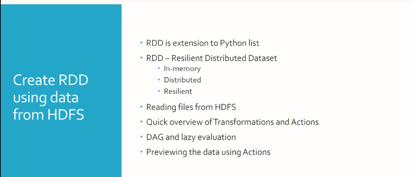 Create RDD
using data
from HDFS
• RDD is extension to Python list
• RDD – Resilient Distributed Dataset
• In-memory
• Distributed
• Resilient
• Reading files from HDFS
• Quick overview of Transformations and Actions
• DAG and lazy evaluation
• Previewing the data using Actions